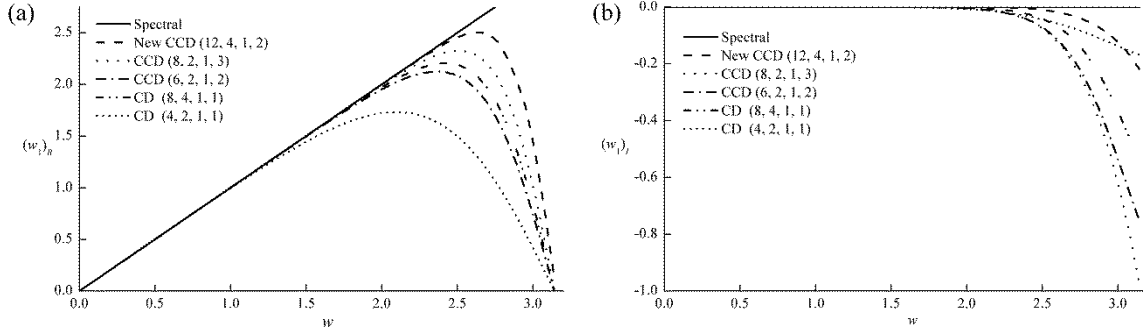 (a)
2.5
2.0
1.5
1.0
0.5
0.0
(w₁)R
Spectral
New CCD (12, 4, 1, 2)
CCD (8, 2, 1, 3)
CCD (6, 2, 1, 2)
CD (8, 4, 1, 1)
CD (4, 2, 1, 1)
0.0 0.5 1.0 1.5 2.0 2.5 3.0
w
(b)
0.0
-0.2
-0.4
-0.6
-0.8
-1.0
(w₁)I
Spectral
New CCD (12, 4, 1, 2)
CCD (8, 2, 1, 3)
CCD (6, 2, 1, 2)
CD (8, 4, 1, 1)
CD (4, 2, 1, 1)
0.0 0.5 1.0 1.5 2.0 2.5 3.0
w